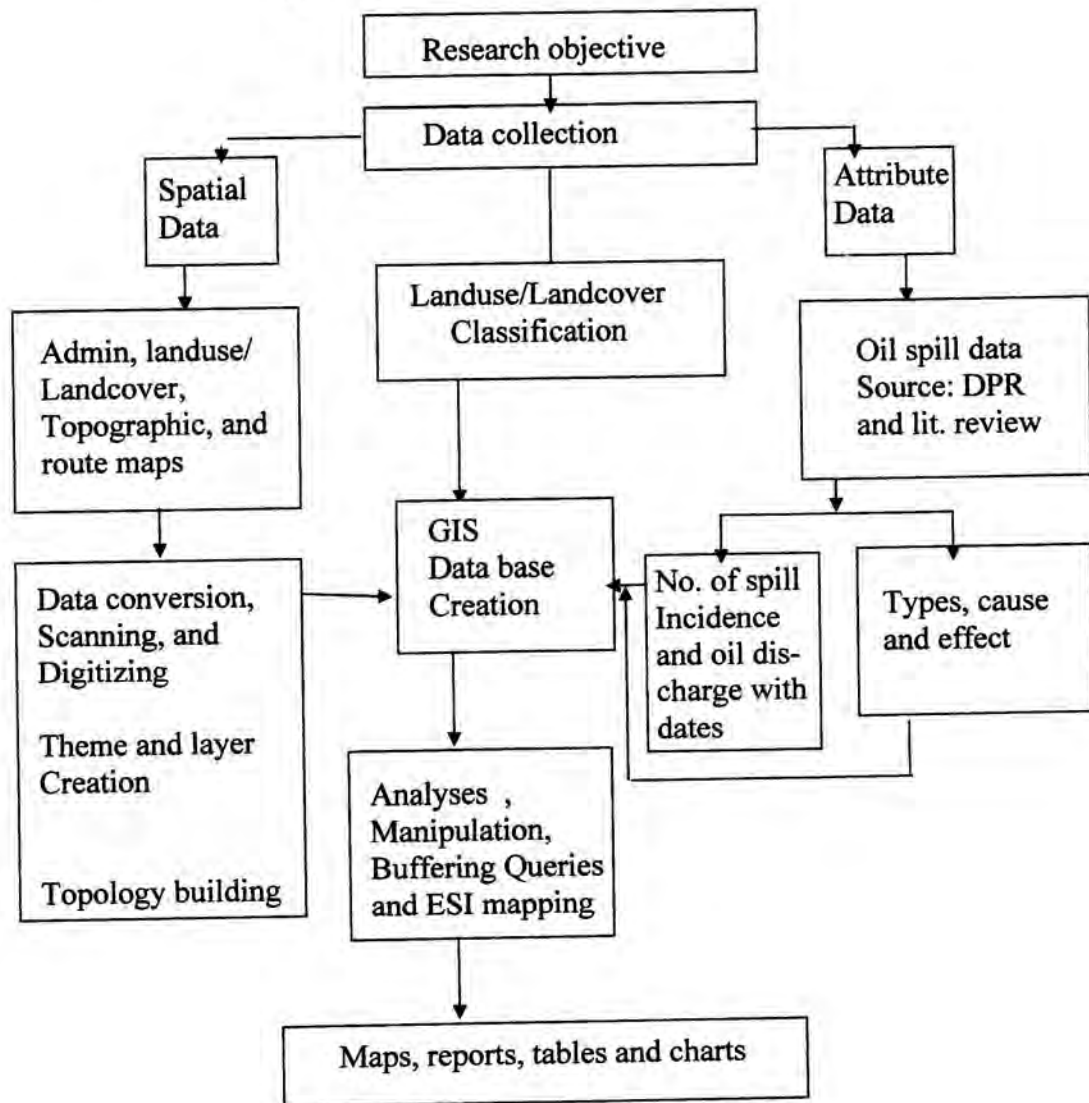 Research objective
Data collection
Spatial
Data
Attribute
Data
Landuse/Landcover
Classification
Admin, landuse/
Landcover,
Topographic, and
route maps
Oil spill data
Source: DPR
and lit. review
GIS
Data base
Creation
No. of spill
Incidence
and oil dis-
charge with
dates
Types, cause
and effect
Data conversion,
Scanning, and
Digitizing
Theme and layer
Creation
Topology building
Analyses ,
Manipulation,
Buffering Queries
and ESI mapping
Maps, reports, tables and charts